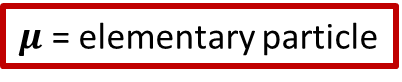 μ = elementary particle